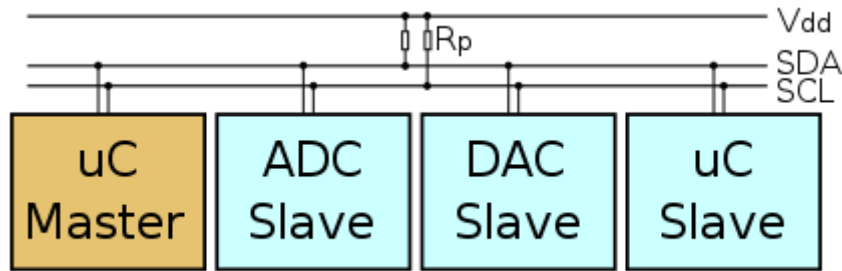 Vdd
Rp
SDA
SCL
uC
Master
ADC
Slave
DAC
Slave
uC
Slave